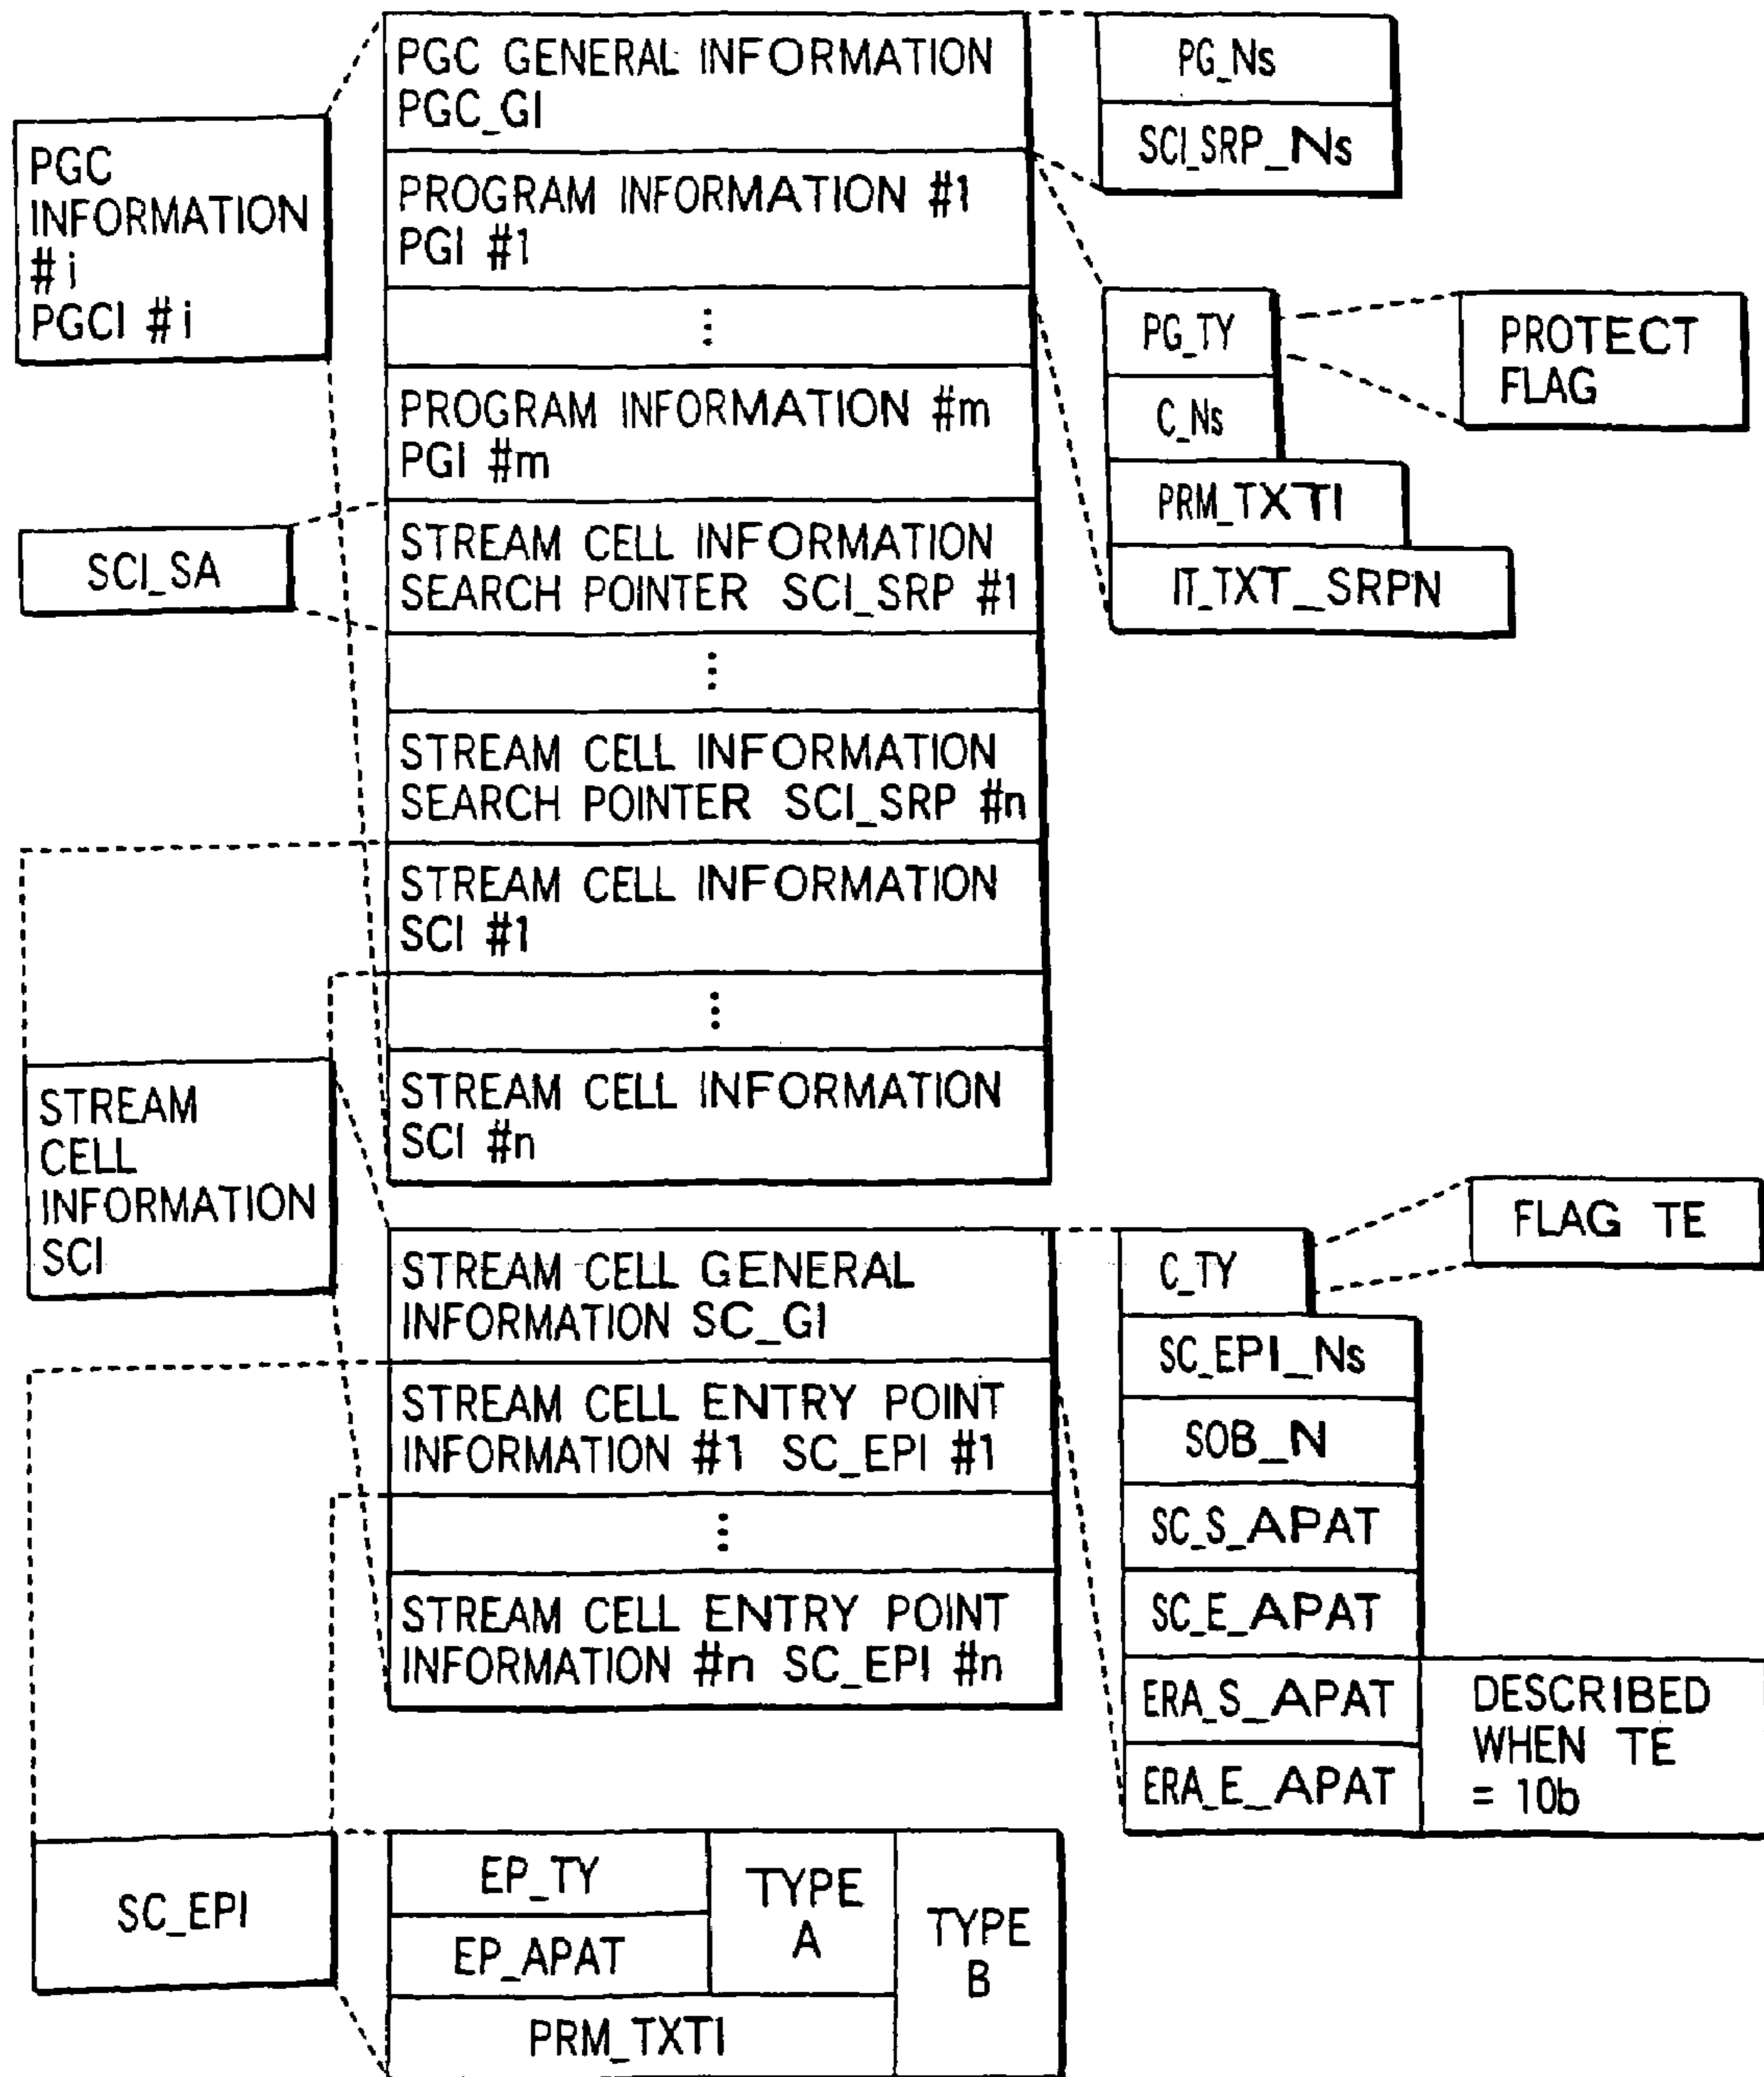 PGC
INFORMATION
#i
PGCI #i
PGC GENERAL INFORMATION
PGC_GI
PROGRAM INFORMATION #1
PGI #1
⋮
PROGRAM INFORMATION #m
PGI #m
STREAM CELL INFORMATION
SEARCH POINTER SCI_SRP #1
⋮
STREAM CELL INFORMATION
SEARCH POINTER SCI_SRP #n
STREAM CELL INFORMATION
SCI #1
⋮
STREAM CELL INFORMATION
SCI #n
PG_Ns
SCI_SRP_Ns
PG_TY
C_Ns
PRM_TXTI
IT_TXT_SRPN
PROTECT
FLAG
SCI_SA
STREAM
CELL
INFORMATION
SCI
STREAM CELL GENERAL
INFORMATION SC_GI
STREAM CELL ENTRY POINT
INFORMATION #1 SC_EPI #1
⋮
STREAM CELL ENTRY POINT
INFORMATION #n SC_EPI #n
C_TY
SC_EPI_Ns
SOB_N
SC_S_APAT
SC_E_APAT
ERA_S_APAT
ERA_E_APAT
FLAG TE
DESCRIBED
WHEN TE
= 10b
SC_EPI
EP_TY
EP_APAT
PRM_TXTI
TYPE
A
TYPE
B